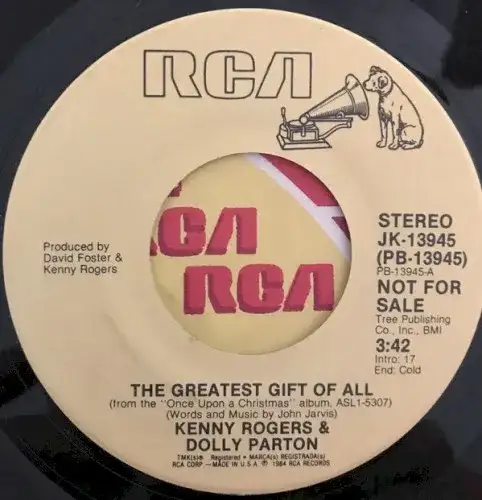 RCA
Produced by
David Foster &
Kenny Rogers
STEREO
JK-13945
(PB-13945)
PB-13945-A
NOT FOR
SALE
Tree Publishing
Co., Inc., BMI
3:42
Intro: 17
End: Cold
RCA
RCA
THE GREATEST GIFT OF ALL
(from the "Once Upon a Christmas" album, ASL1-5307)
(Words and Music by John Jarvis)
KENNY ROGERS &
DOLLY PARTON
TMK(s)® Registered • MARCA(s) REGISTRADA(s)
RCA CORP.—MADE IN U.S.A. ℗ 1984 RCA RECORDS